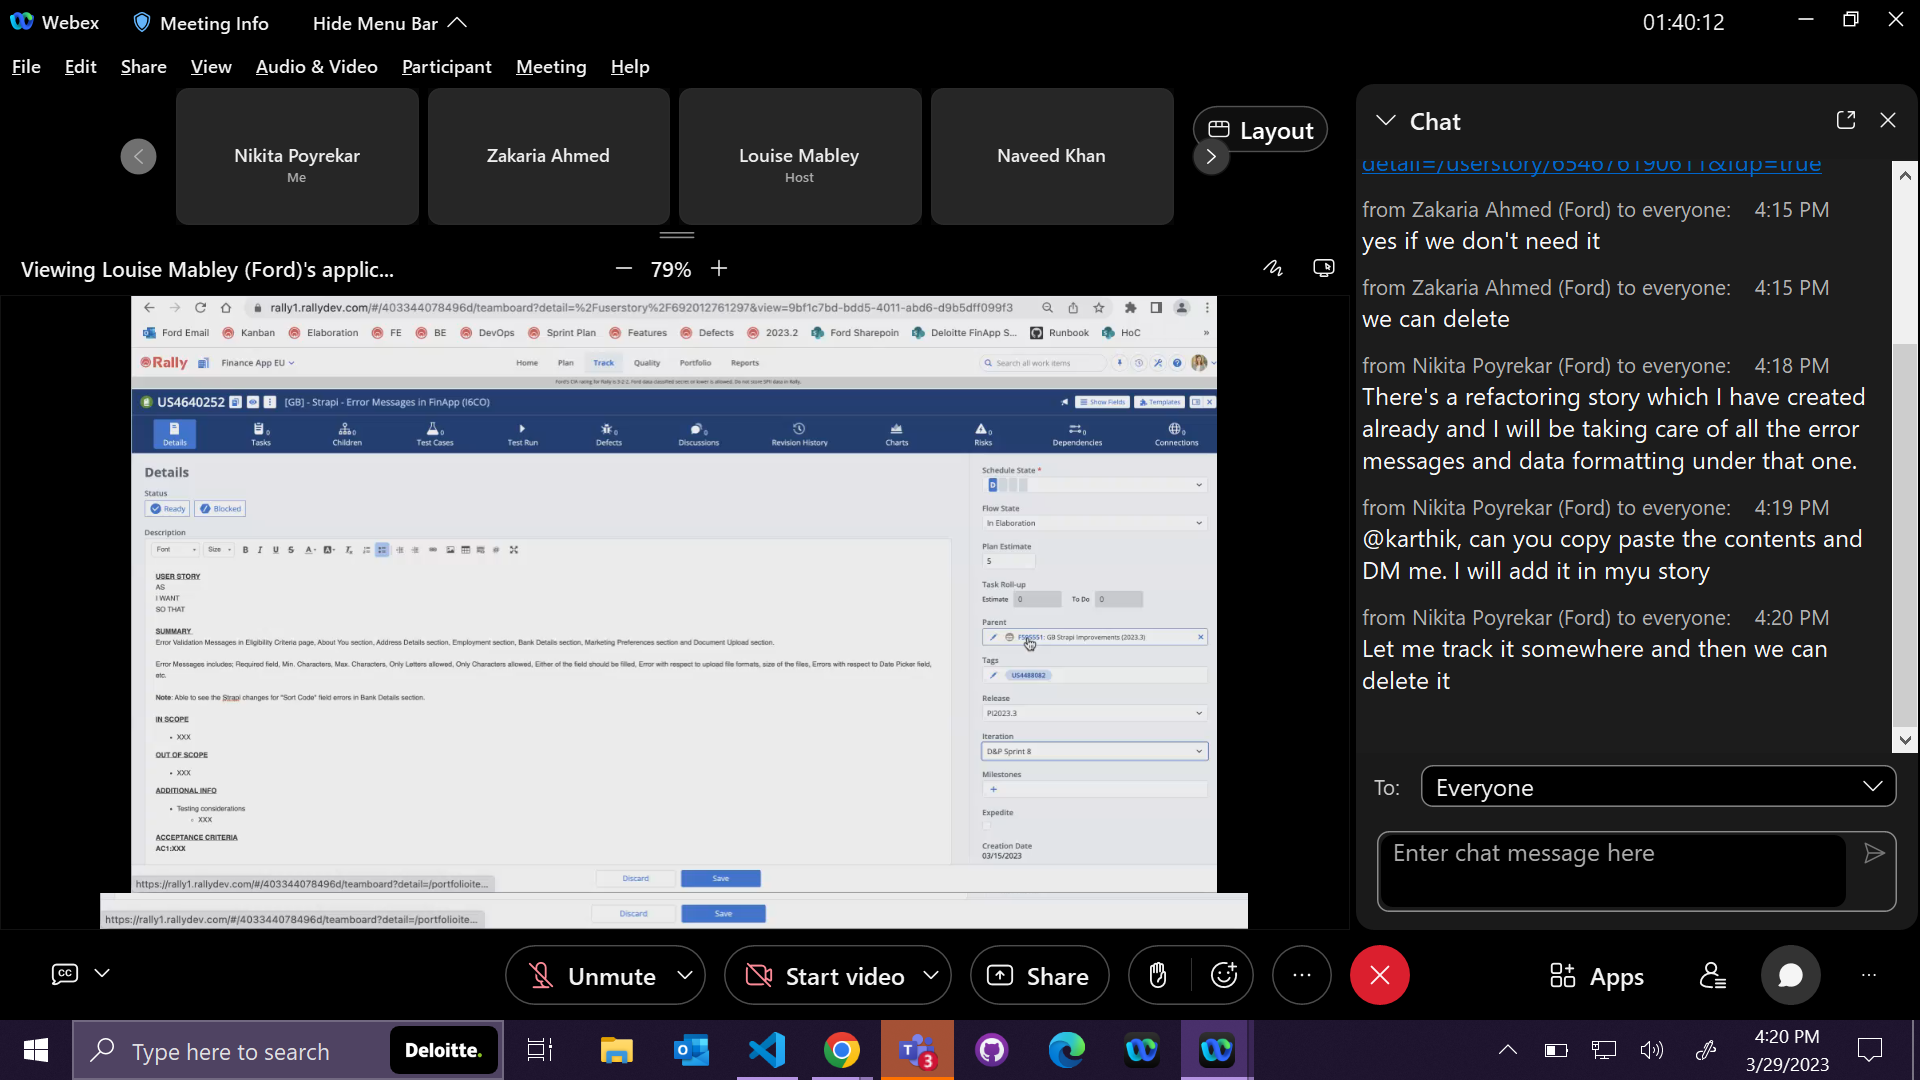 Webex
Meeting Info
Hide Menu Bar
01:40:12
File Edit Share View Audio & Video Participant Meeting Help
Nikita Poyrekar
Me
Zakaria Ahmed
Louise Mabley
Host
Naveed Khan
Layout
Viewing Louise Mabley (Ford)'s applic...
79%
rally1.rallydev.com/#/403344078496d/teamboard?detail=%2Fuserstory%2F692012761297&view=9bf1c7bd-bdd5-4011-abd6-d9b5dff099f3
Ford Email Kanban Elaboration FE BE DevOps Sprint Plan Features Defects 2023.2 Ford Sharepoin Deloitte FinApp S... Runbook HoC »
Rally Finance App EU Home Plan Track Quality Portfolio Reports Search all work items
US4640252 [GB] - Strapi - Error Messages in FinApp (I6CO) Show Fields Templates
Details Tasks Children Test Cases Test Run Defects Discussions Revision History Charts Risks Dependencies Connections
Details
Status
Ready Blocked
Description
Font Size B I U S
USER STORY
AS
I WANT
SO THAT
SUMMARY
Error Validation Messages in Eligibility Criteria page, About You section, Address Details section, Employment section, Bank Details section, Marketing Preferences section and Document Upload section.
Error Messages includes; Required field, Min. Characters, Max. Characters, Only Letters allowed, Only Characters allowed, Either of the field should be filled, Error with respect to upload file formats, size of the files, Errors with respect to Date Picker field,
etc.
Note: Able to see the Strapi changes for "Sort Code" field errors in Bank Details section.
IN SCOPE
• XXX
OUT OF SCOPE
• XXX
ADDITIONAL INFO
• Testing considerations
XXX
ACCEPTANCE CRITERIA
AC1:XXX
Schedule State *
D
Flow State
In Elaboration
Plan Estimate
5
Task Roll-up
Estimate 0 To Do 0
Parent
GB Strapi Improvements (2023.3)
Tags
US4488082
Release
PI2023.3
Iteration
D&P Sprint 8
Milestones
Expedite
Creation Date
03/15/2023
https://rally1.rallydev.com/#/403344078496d/teamboard?detail=/portfolioite...
Discard Save
https://rally1.rallydev.com/#/403344078496d/teamboard?detail=/portfolioite...
Discard Save
Chat
detail=/userstory/654676190611&fdp=true
from Zakaria Ahmed (Ford) to everyone: 4:15 PM
yes if we don't need it
from Zakaria Ahmed (Ford) to everyone: 4:15 PM
we can delete
from Nikita Poyrekar (Ford) to everyone: 4:18 PM
There's a refactoring story which I have created
already and I will be taking care of all the error
messages and data formatting under that one.
from Nikita Poyrekar (Ford) to everyone: 4:19 PM
@karthik, can you copy paste the contents and
DM me. I will add it in myu story
from Nikita Poyrekar (Ford) to everyone: 4:20 PM
Let me track it somewhere and then we can
delete it
To: Everyone
Enter chat message here
CC
Unmute
Start video
Share
Apps
Type here to search
Deloitte.
3
4:20 PM
3/29/2023